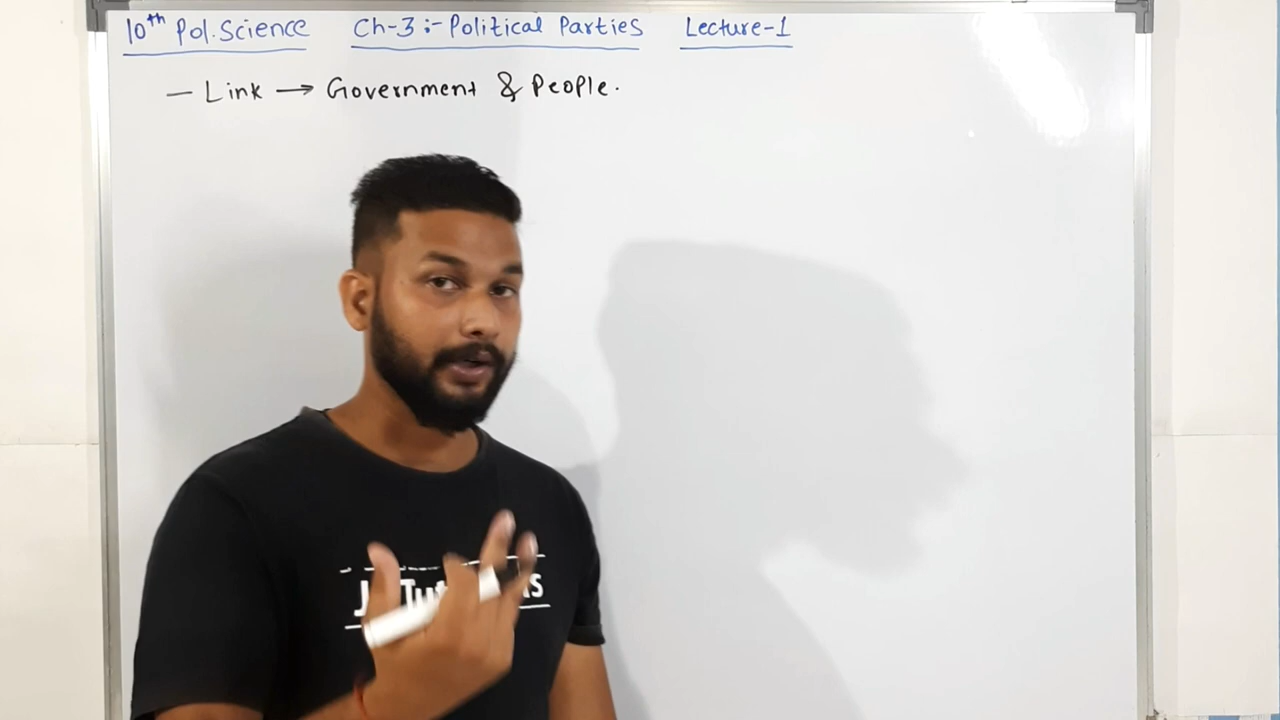 10th Pol. Science Ch-3 :- Political Parties Lecture-1
— Link → Government & People.